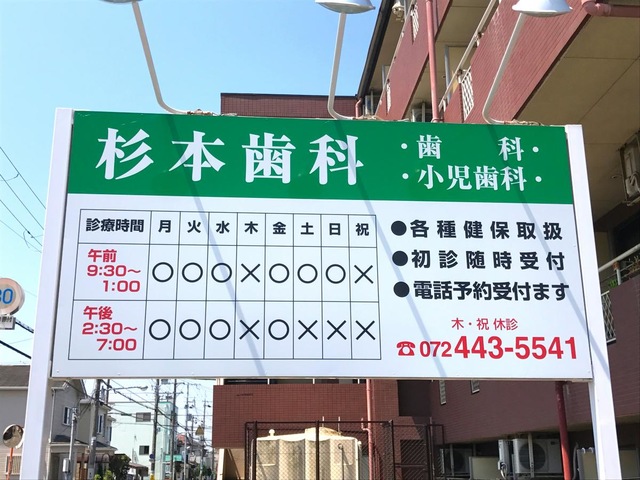 杉本歯科
・歯　科・
・小児歯科・
診療時間 月 火 水 木 金 土 日 祝
午前 9:30〜1:00 ○ ○ ○ × ○ ○ ○ ×
午後 2:30〜7:00 ○ ○ ○ × ○ × × ×
●各種健保取扱
●初診随時受付
●電話予約受付ます
木・祝 休診
☎072 443-5541
30